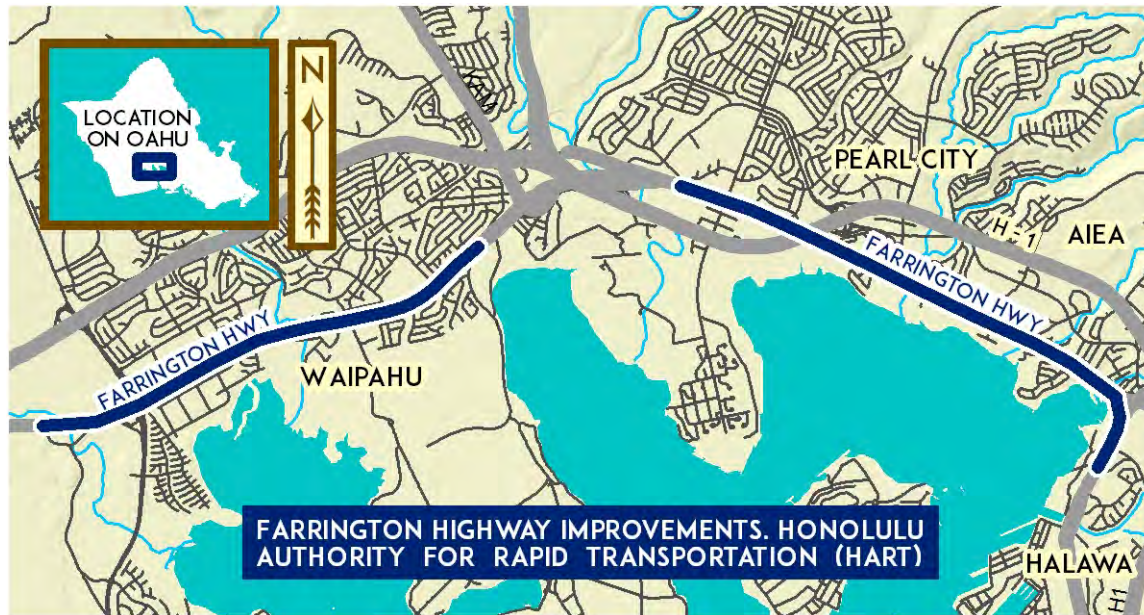 N
LOCATION
ON OAHU
KAM
PEARL CITY
H-1
AIEA
FARRINGTON HWY
FARRINGTON HWY
WAIPAHU
FARRINGTON HIGHWAY IMPROVEMENTS. HONOLULU
AUTHORITY FOR RAPID TRANSPORTATION (HART)
HALAWA
H1